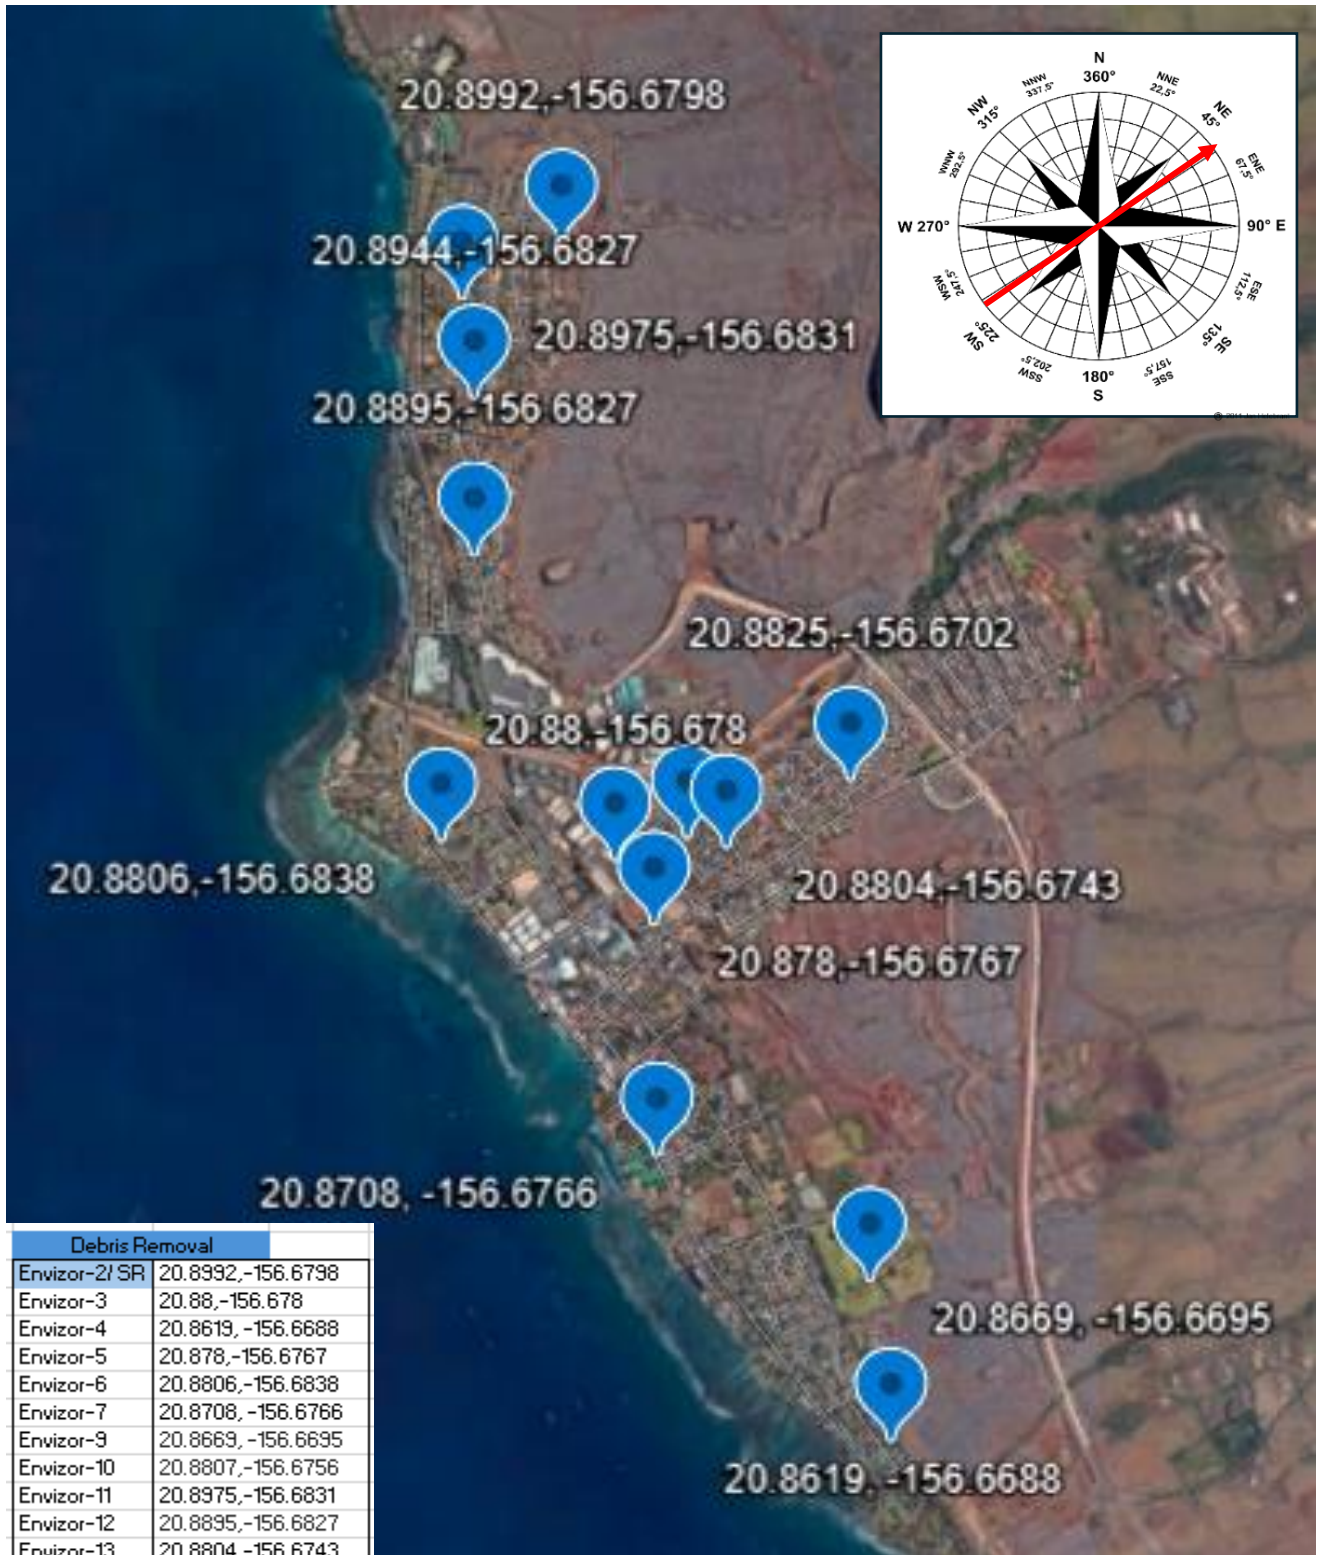 20.8992,-156.6798
20.8944,-156.6827
20.8975,-156.6831
20.8895,-156.6827
20.8825,-156.6702
20.88,-156.678
20.8806,-156.6838
20.8804,-156.6743
20.878,-156.6767
20.8708, -156.6766
20.8669, -156.6695
20.8619, -156.6688
N
360°
NNE
22,5°
NE
45°
ENE
67,5°
90° E
ESE
112,5°
SE
135°
SSE
157,5°
180°
S
SSW
202,5°
SW
225°
WSW
247,5°
W 270°
WNW
292,5°
NW
315°
NNW
337,5°
Debris Removal
Envizor-2/ SR 20.8992,-156.6798
Envizor-3 20.88,-156.678
Envizor-4 20.8619, -156.6688
Envizor-5 20.878,-156.6767
Envizor-6 20.8806,-156.6838
Envizor-7 20.8708, -156.6766
Envizor-9 20.8669, -156.6695
Envizor-10 20.8807,-156.6756
Envizor-11 20.8975,-156.6831
Envizor-12 20.8895,-156.6827
Envizor-13 20.8804,-156.6743